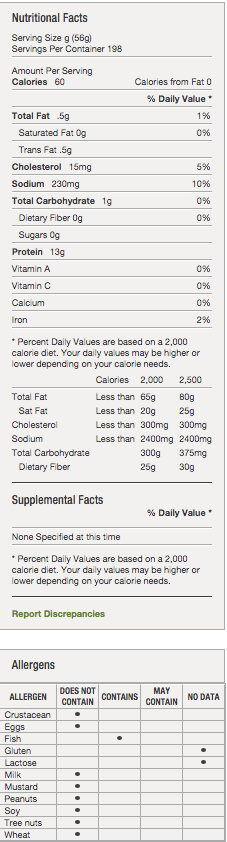 Nutritional Facts
Serving Size g (56g)
Servings Per Container 198
Amount Per Serving
Calories 60 Calories from Fat 0
% Daily Value *
Total Fat .5g 1%
Saturated Fat 0g 0%
Trans Fat .5g
Cholesterol 15mg 5%
Sodium 230mg 10%
Total Carbohydrate 1g 0%
Dietary Fiber 0g 0%
Sugars 0g
Protein 13g
Vitamin A 0%
Vitamin C 0%
Calcium 0%
Iron 2%
* Percent Daily Values are based on a 2,000
calorie diet. Your daily values may be higher or
lower depending on your calorie needs.
Calories 2,000 2,500
Total Fat Less than 65g 80g
Sat Fat Less than 20g 25g
Cholesterol Less than 300mg 300mg
Sodium Less than 2400mg 2400mg
Total Carbohydrate 300g 375mg
Dietary Fiber 25g 30g
Supplemental Facts
% Daily Value *
None Specified at this time
* Percent Daily Values are based on a 2,000
calorie diet. Your daily values may be higher or
lower depending on your calorie needs.
Report Discrepancies
Allergens
ALLERGEN DOES NOT CONTAIN CONTAINS MAY CONTAIN NO DATA
Crustacean •
Eggs •
Fish •
Gluten •
Lactose •
Milk •
Mustard •
Peanuts •
Soy •
Tree nuts •
Wheat •